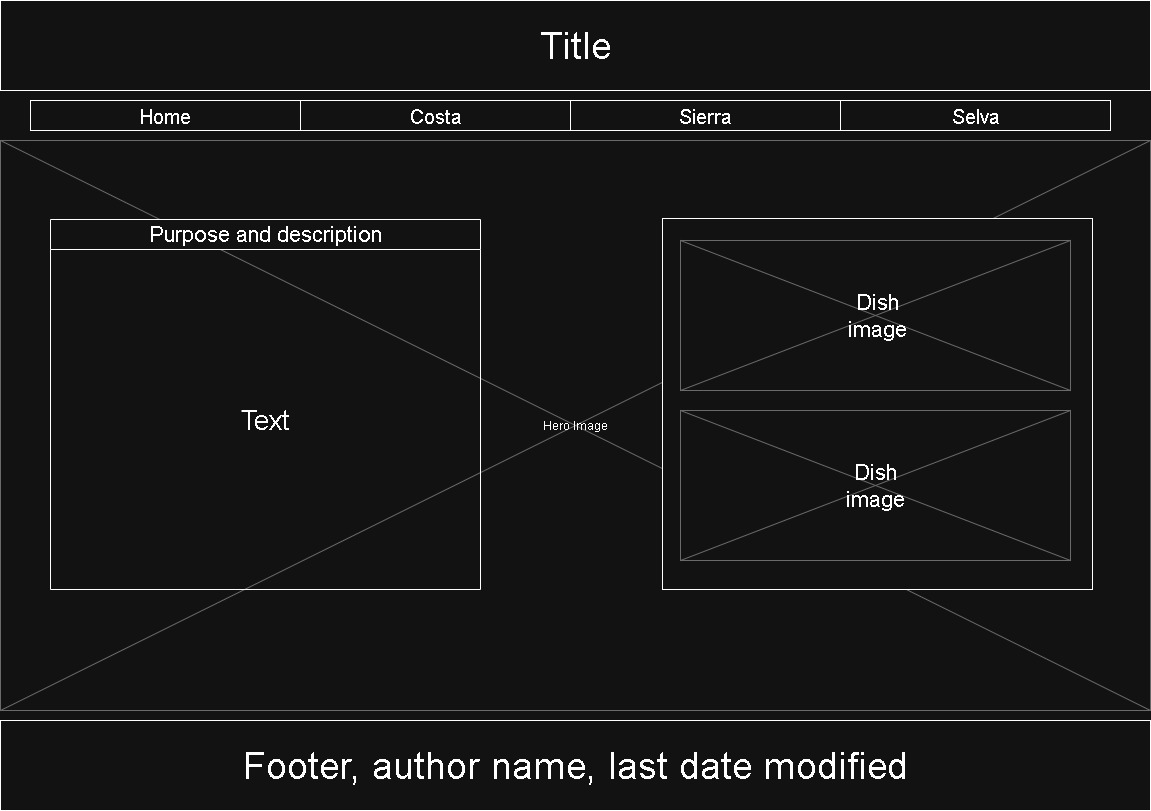 Title
Home
Costa
Sierra
Selva
Purpose and description
Text
Hero Image
Dish
image
Dish
image
Footer, author name, last date modified